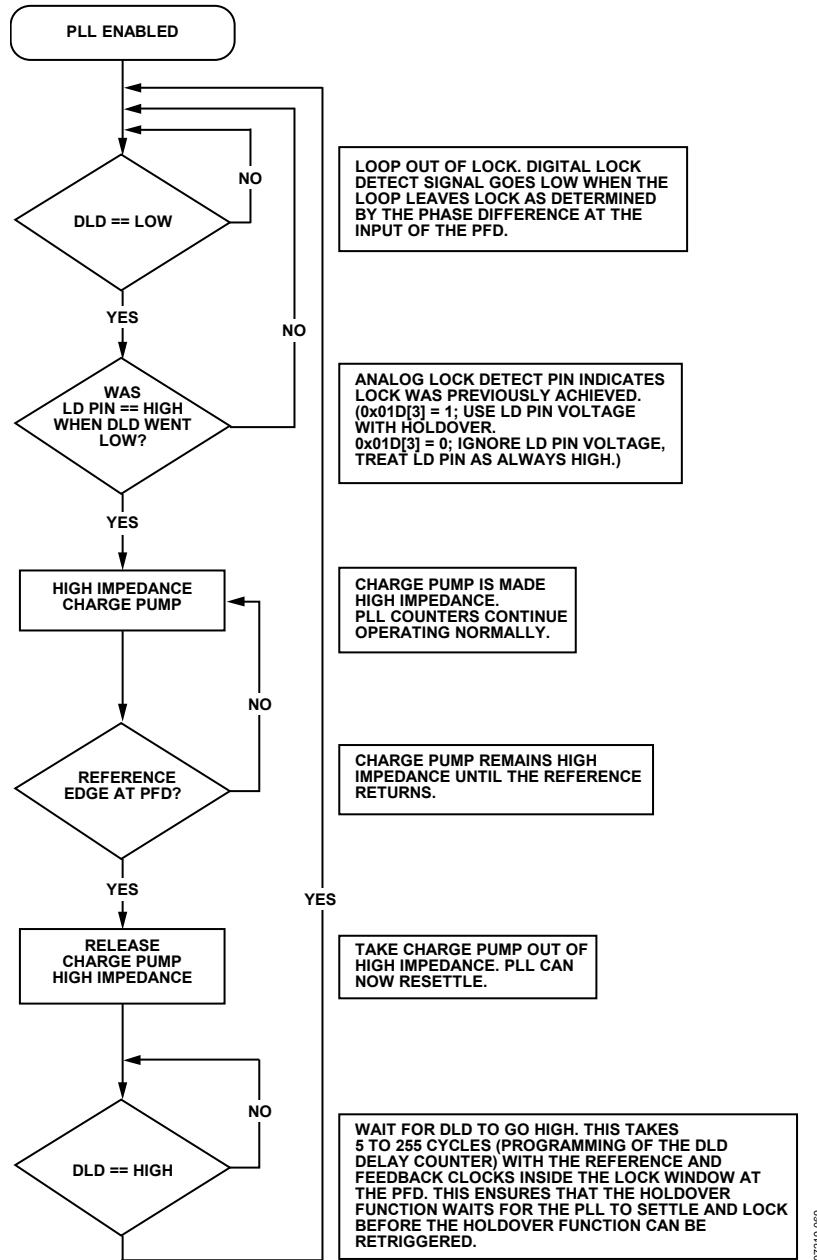 PLL ENABLED
NO
DLD == LOW
LOOP OUT OF LOCK. DIGITAL LOCK
DETECT SIGNAL GOES LOW WHEN THE
LOOP LEAVES LOCK AS DETERMINED
BY THE PHASE DIFFERENCE AT THE
INPUT OF THE PFD.
YES
NO
WAS
LD PIN == HIGH
WHEN DLD WENT
LOW?
ANALOG LOCK DETECT PIN INDICATES
LOCK WAS PREVIOUSLY ACHIEVED.
(0x01D[3] = 1; USE LD PIN VOLTAGE
WITH HOLDOVER.
0x01D[3] = 0; IGNORE LD PIN VOLTAGE,
TREAT LD PIN AS ALWAYS HIGH.)
YES
HIGH IMPEDANCE
CHARGE PUMP
CHARGE PUMP IS MADE
HIGH IMPEDANCE.
PLL COUNTERS CONTINUE
OPERATING NORMALLY.
NO
REFERENCE
EDGE AT PFD?
CHARGE PUMP REMAINS HIGH
IMPEDANCE UNTIL THE REFERENCE
RETURNS.
YES
YES
RELEASE
CHARGE PUMP
HIGH IMPEDANCE
TAKE CHARGE PUMP OUT OF
HIGH IMPEDANCE. PLL CAN
NOW RESETTLE.
NO
DLD == HIGH
WAIT FOR DLD TO GO HIGH. THIS TAKES
5 TO 255 CYCLES (PROGRAMMING OF THE DLD
DELAY COUNTER) WITH THE REFERENCE AND
FEEDBACK CLOCKS INSIDE THE LOCK WINDOW AT
THE PFD. THIS ENSURES THAT THE HOLDOVER
FUNCTION WAITS FOR THE PLL TO SETTLE AND LOCK
BEFORE THE HOLDOVER FUNCTION CAN BE
RETRIGGERED.